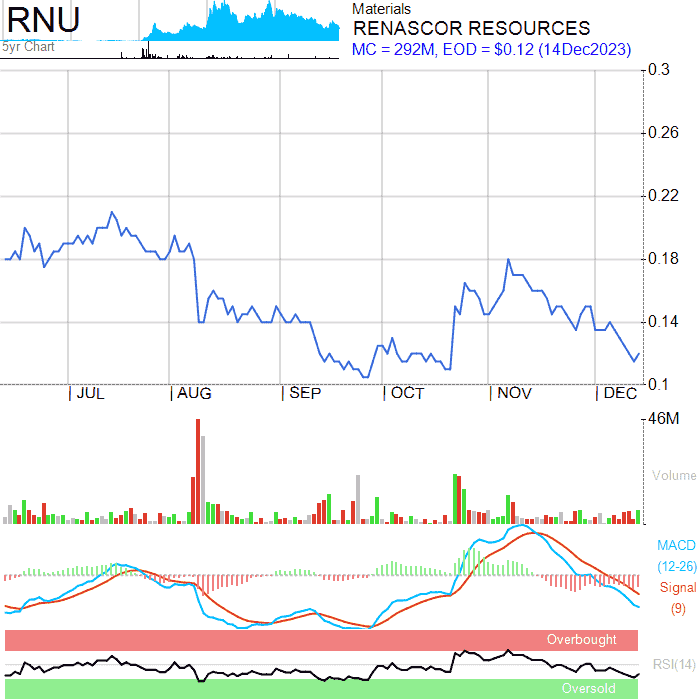 RNU
5yr Chart
Materials
RENASCOR RESOURCES
MC = 292M, EOD = $0.12 (14Dec2023)
0.3
0.26
0.22
0.18
0.14
0.1
JUL AUG SEP OCT NOV DEC
46M
Volume
MACD
(12-26)
Signal
(9)
Overbought
RSI(14)
Oversold